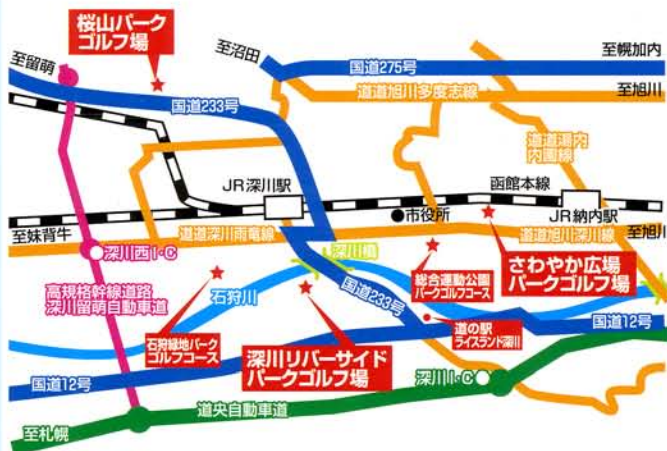 桜山パーク
ゴルフ場
至留萌
至沼田
至幌加内
国道275号
国道233号
道道旭川多度志線
至旭川
道道湯内
内園線
JR深川駅
函館本線
市役所
JR納内駅
至妹背牛
道道深川雨竜線
道道旭川深川線
至旭川
深川西I・C
深川橋
総合運動公園
パークゴルフコース
さわやか広場
パークゴルフ場
高規格幹線道路
深川留萌自動車道
石狩川
国道233号
石狩緑地パーク
ゴルフコース
深川リバーサイド
パークゴルフ場
道の駅
ライスランド深川
国道12号
国道12号
深川I・C
道央自動車道
至札幌